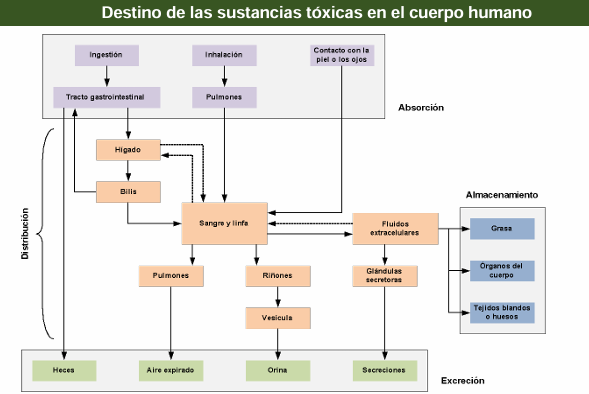 Destino de las sustancias tóxicas en el cuerpo humano
Ingestión
Inhalación
Contacto con la
piel o los ojos
Tracto gastrointestinal
Pulmones
Absorción
Hígado
Bilis
Distribución
Sangre y linfa
Fluidos
extracelulares
Almacenamiento
Grasa
Órganos del
cuerpo
Tejidos blandos
o huesos
Pulmones
Riñones
Glándulas
secretoras
Vesícula
Heces
Aire expirado
Orina
Secreciones
Excreción